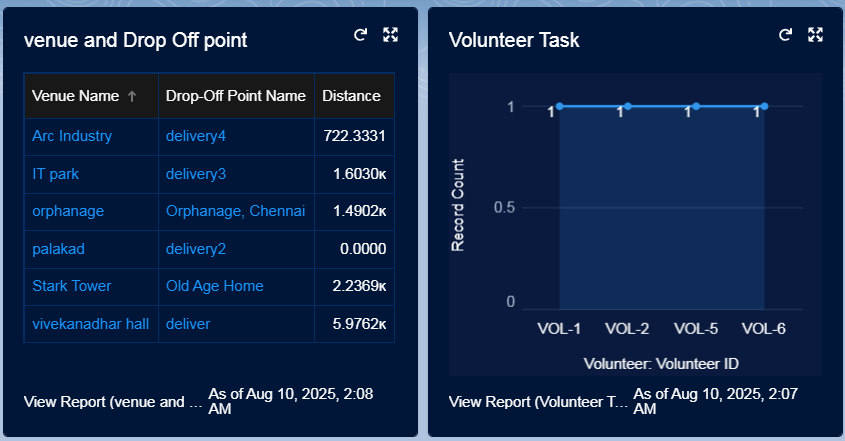 venue and Drop Off point
Venue Name ↑ Drop-Off Point Name Distance
Arc Industry delivery4 722.3331
IT park delivery3 1.6030ĸ
orphanage Orphanage, Chennai 1.4902ĸ
palakad delivery2 0.0000
Stark Tower Old Age Home 2.2369ĸ
vivekanadhar hall deliver 5.9762ĸ
View Report (venue and ... As of Aug 10, 2025, 2:08
AM
Volunteer Task
1
1 1 1 1
0.5
0
Record Count
VOL-1 VOL-2 VOL-5 VOL-6
Volunteer: Volunteer ID
View Report (Volunteer T... As of Aug 10, 2025, 2:07
AM